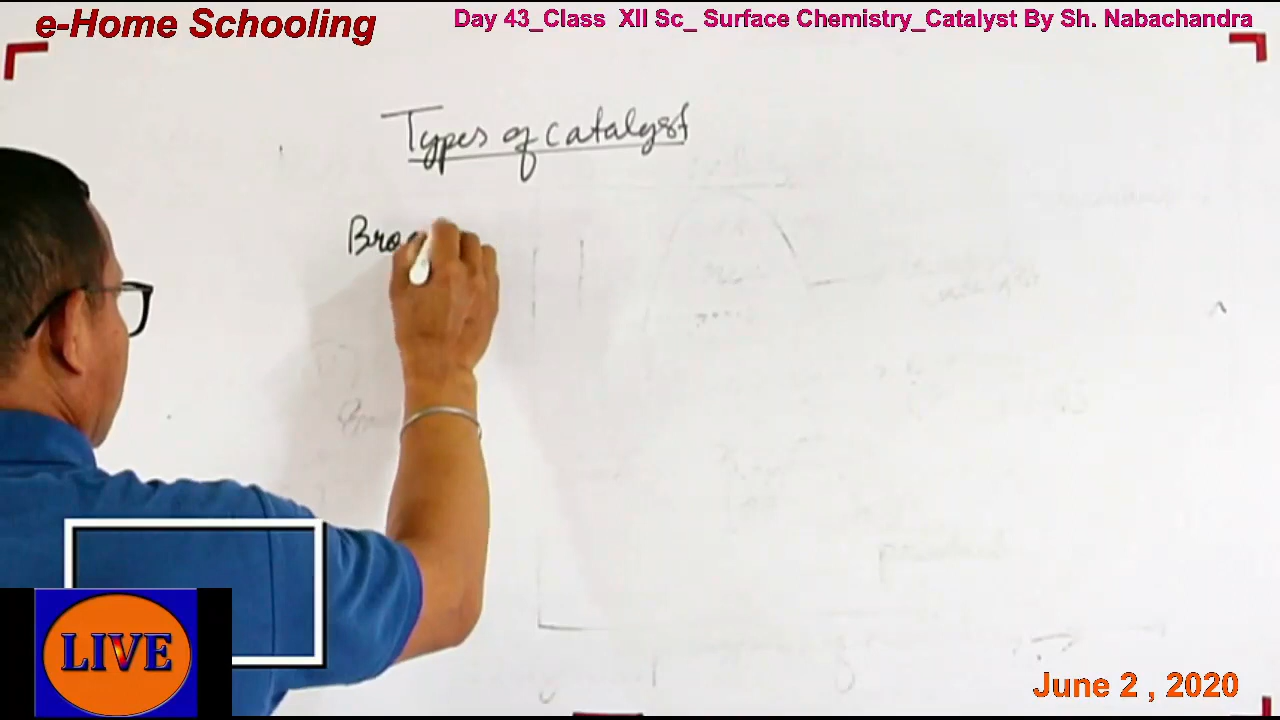 e-Home Schooling
Day 43_Class XII Sc_ Surface Chemistry_Catalyst By Sh. Nabachandra
Types of catalyst
LIVE
June 2 , 2020